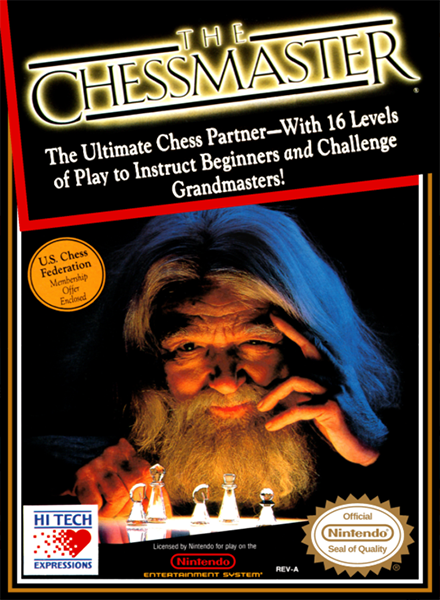 THE
CHESSMASTER®
The Ultimate Chess Partner—With 16 Levels
of Play to Instruct Beginners and Challenge
Grandmasters!
U.S. Chess
Federation
Membership
Offer
Enclosed
HI TECH
EXPRESSIONS
Licensed by Nintendo for play on the
Nintendo
ENTERTAINMENT SYSTEM®
REV-A
Official
Nintendo
Seal of Quality
®